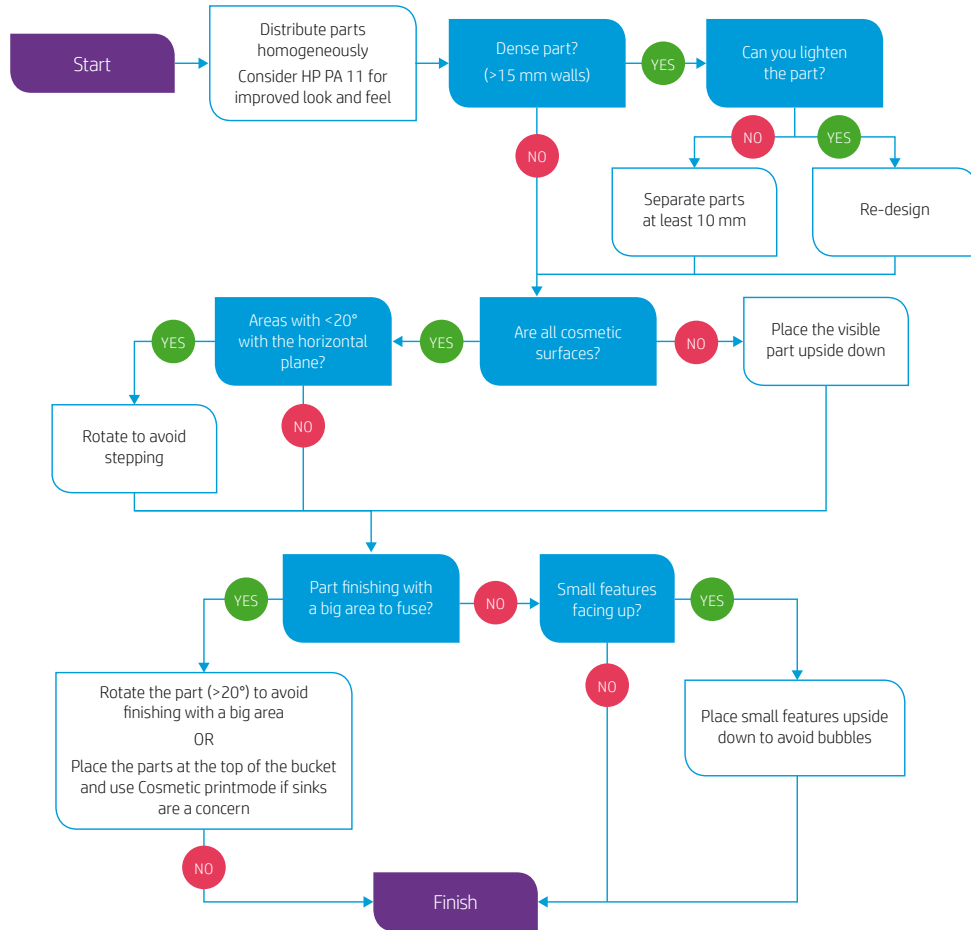 Start
Distribute parts
homogeneously
Consider HP PA 11 for
improved look and feel
Dense part?
(>15 mm walls)
YES
Can you lighten
the part?
NO
NO
YES
Separate parts
at least 10 mm
Re-design
Areas with <20°
with the horizontal
plane?
YES
YES
Are all cosmetic
surfaces?
NO
Place the visible
part upside down
NO
Rotate to avoid
stepping
Part finishing with
a big area to fuse?
YES
NO
Small features
facing up?
YES
NO
Rotate the part (>20°) to avoid
finishing with a big area
OR
Place the parts at the top of the bucket
and use Cosmetic printmode if sinks
are a concern
Place small features upside
down to avoid bubbles
NO
Finish